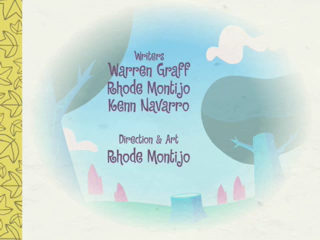 Writers
Warren Graff
Rhode Montijo
Kenn Navarro
Direction & Art
Rhode Montijo